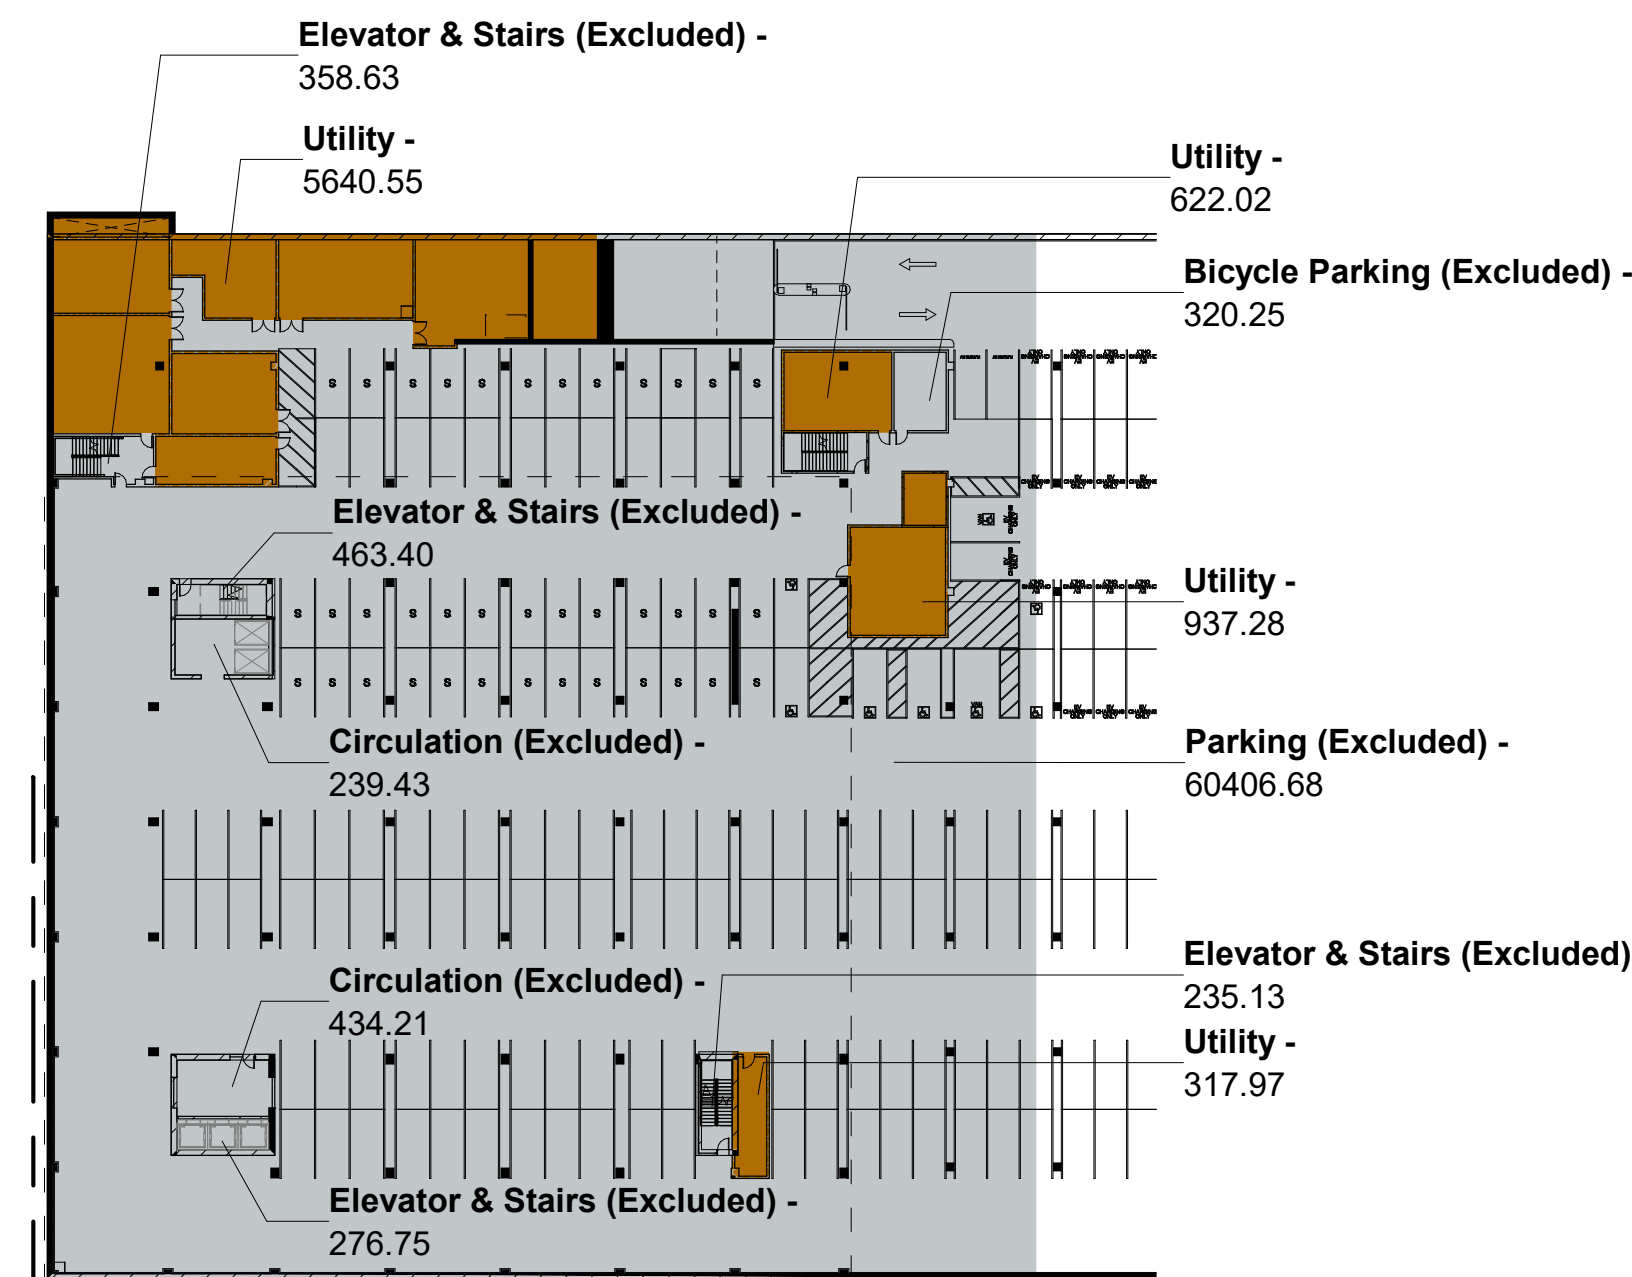 Elevator & Stairs (Excluded) -
358.63
Utility -
5640.55
Utility -
622.02
Bicycle Parking (Excluded) -
320.25
Elevator & Stairs (Excluded) -
463.40
Utility -
937.28
Circulation (Excluded) -
239.43
Parking (Excluded) -
60406.68
Elevator & Stairs (Excluded)
235.13
Circulation (Excluded) -
434.21
Utility -
317.97
Elevator & Stairs (Excluded) -
276.75